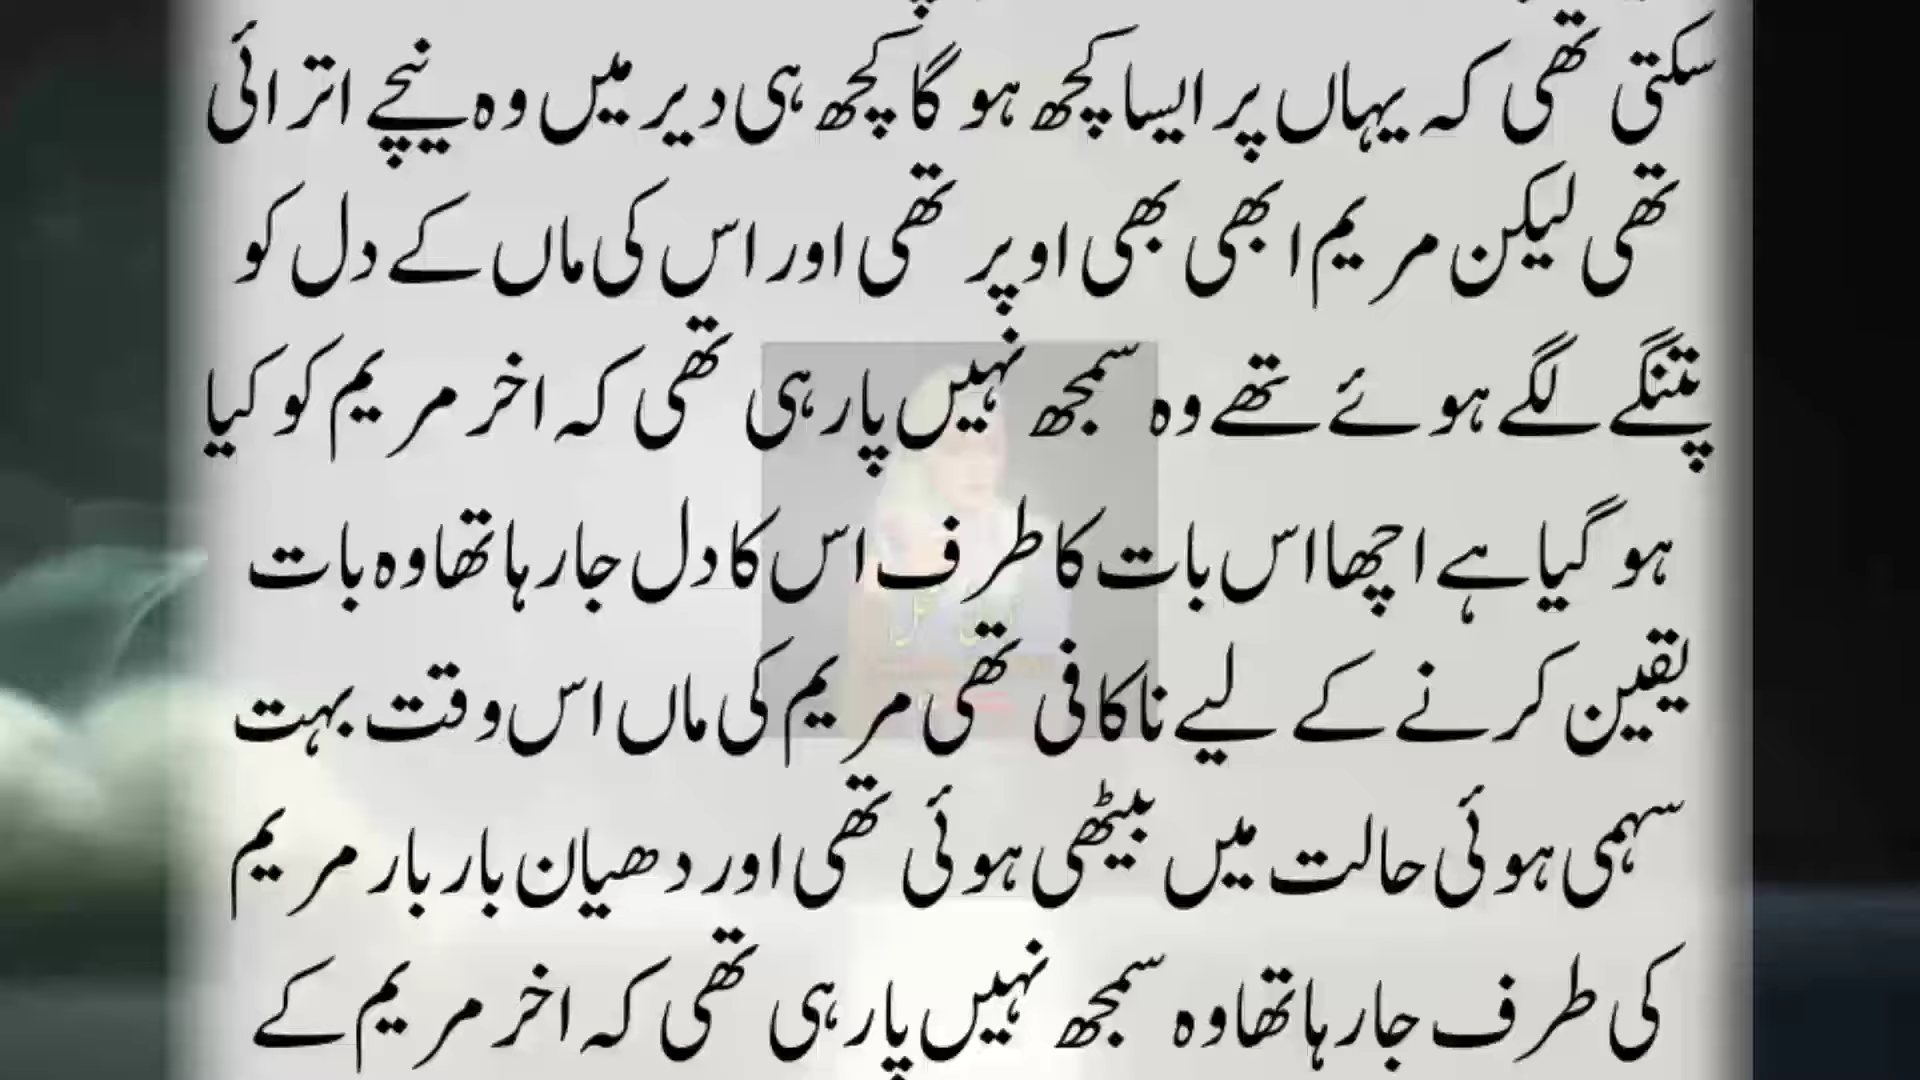 سکتی تھی کہ یہاں پر ایسا کچھ ہو گا کچھ ہی دیر میں وہ نیچے اتر ائی
تھی لیکن مریم ابھی بھی اوپر تھی اور اس کی ماں کے دل کو
پتنگے لگے ہوئے تھے وہ سمجھ نہیں پا رہی تھی کہ اخر مریم کو کیا
ہو گیا ہے اچھا اس بات کا طرف اس کا دل جا رہا تھا وہ بات
یقین کرنے کے لیے ناکافی تھی مریم کی ماں اس وقت بہت
سہمی ہوئی حالت میں بیٹھی ہوئی تھی اور دھیان بار بار مریم
کی طرف جا رہا تھا وہ سمجھ نہیں پا رہی تھی کہ اخر مریم کے